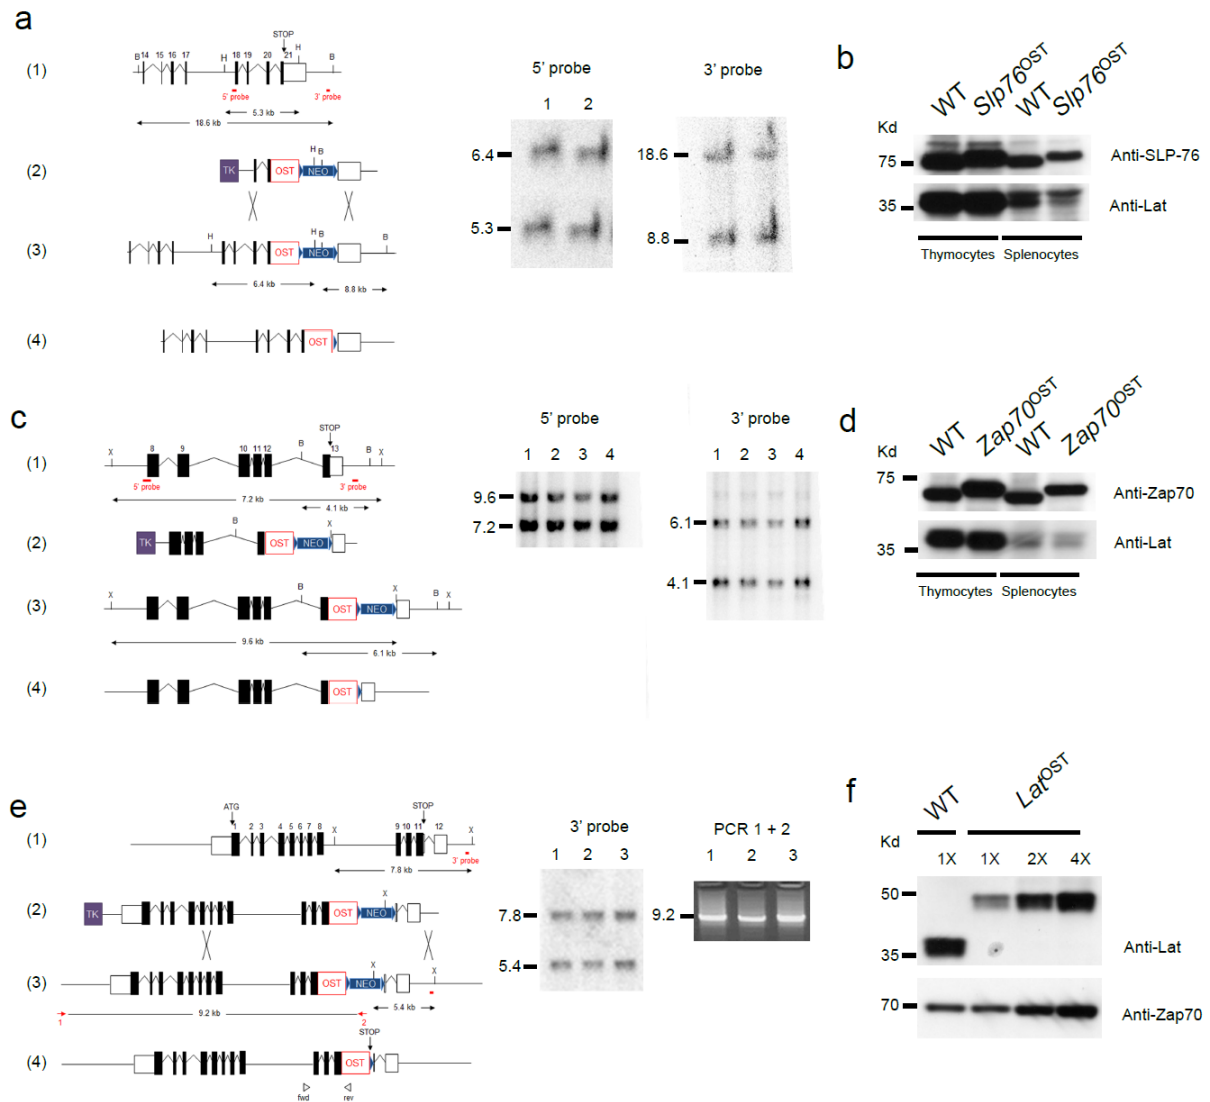 a
STOP
B 14 15 16 17 H 18 19 20 21 H B
(1)
5' probe 3' probe
5.3 kb
18.6 kb
(2)
TK OST H B NEO
(3)
H OST H B NEO B
6.4 kb
8.8 kb
(4)
OST
5' probe
1 2
6.4
5.3
3' probe
18.6
8.8
b
WT Slp76OST WT Slp76OST
Kd
75
Anti-SLP-76
35
Anti-Lat
Thymocytes Splenocytes
c
STOP
X 8 9 10 11 12 B 13 B X
(1)
5' probe 3' probe
7.2 kb
4.1 kb
(2)
TK B OST NEO X
(3)
X B OST NEO X B X
9.6 kb
6.1 kb
(4)
OST
5' probe
1 2 3 4
9.6
7.2
3' probe
1 2 3 4
6.1
4.1
d
WT Zap70OST WT Zap70OST
Kd
75
Anti-Zap70
35
Anti-Lat
Thymocytes Splenocytes
e
ATG STOP
1 2 3 4 5 6 7 8 X 9 10 11 12 X
(1)
3' probe
7.8 kb
(2)
TK OST NEO X
(3)
OST NEO X X
5.4 kb
1 9.2 kb 2
STOP
(4)
OST
fwd rev
3' probe
1 2 3
7.8
5.4
PCR 1 + 2
1 2 3
9.2
f
WT LatOST
Kd
1X 1X 2X 4X
50
35
Anti-Lat
70
Anti-Zap70